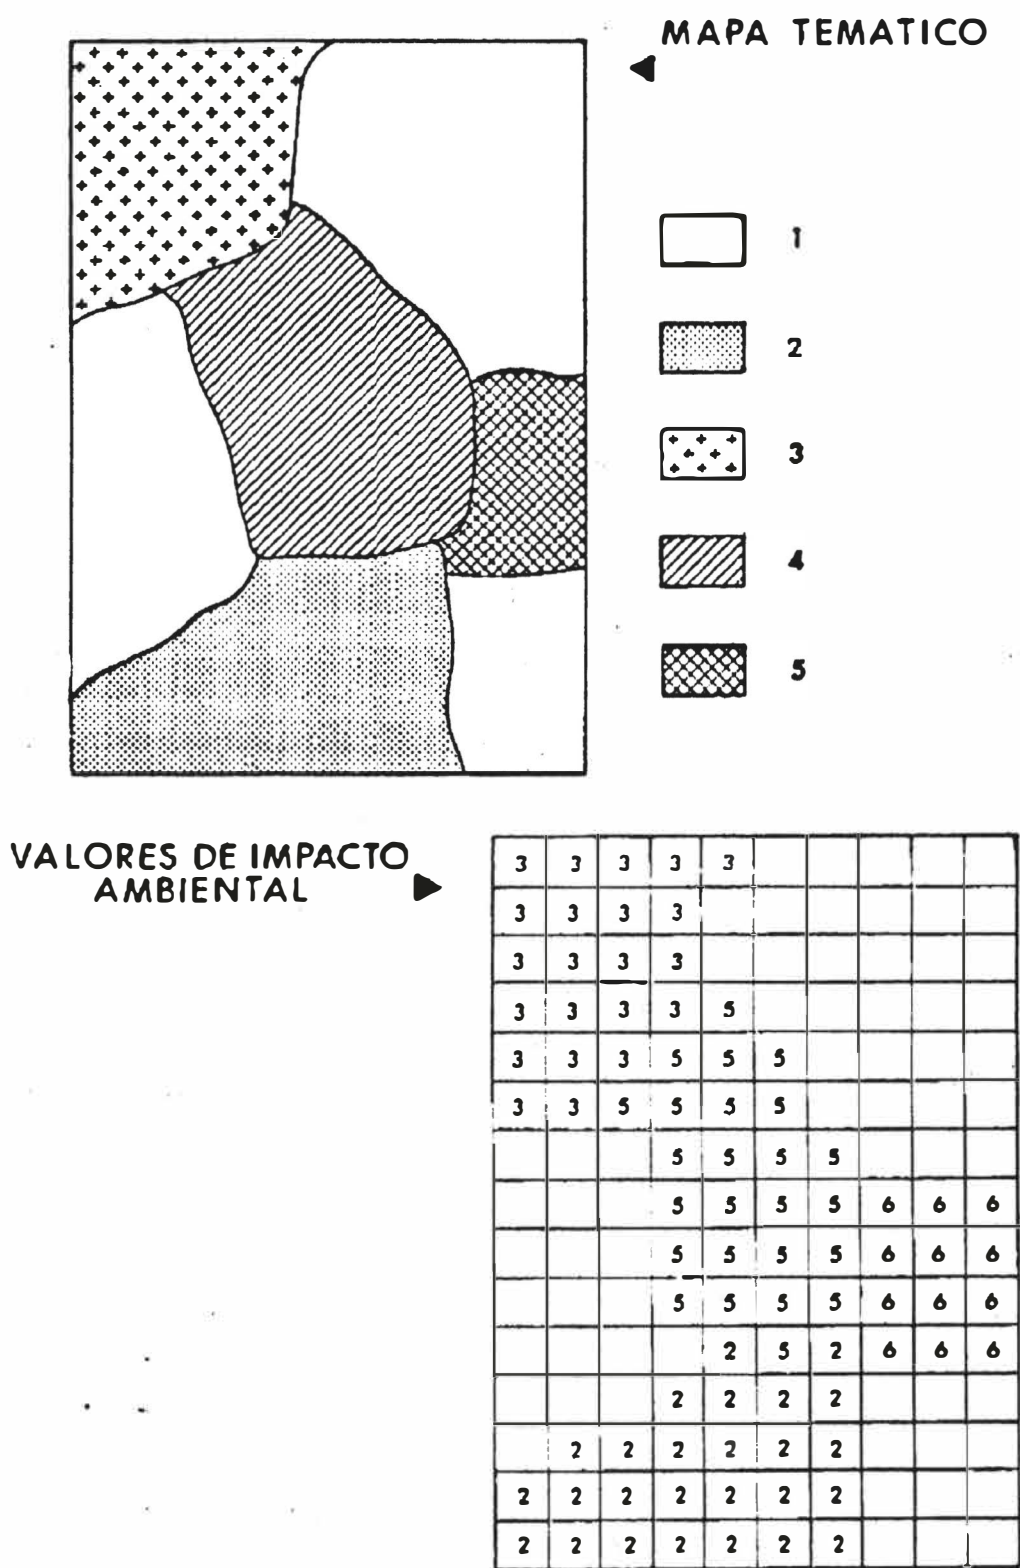 MAPA TEMATICO
1
2
3
4
5
VALORES DE IMPACTO
AMBIENTAL
3 3 3 3 3
3 3 3 3
3 3 3 3
3 3 3 3 5
3 3 3 5 5 5
3 3 5 5 5 5
5 5 5 5
5 5 5 5 6 6 6
5 5 5 5 6 6 6
5 5 5 5 6 6 6
2 5 2 6 6 6
2 2 2 2
2 2 2 2 2 2
2 2 2 2 2 2 2
2 2 2 2 2 2 2